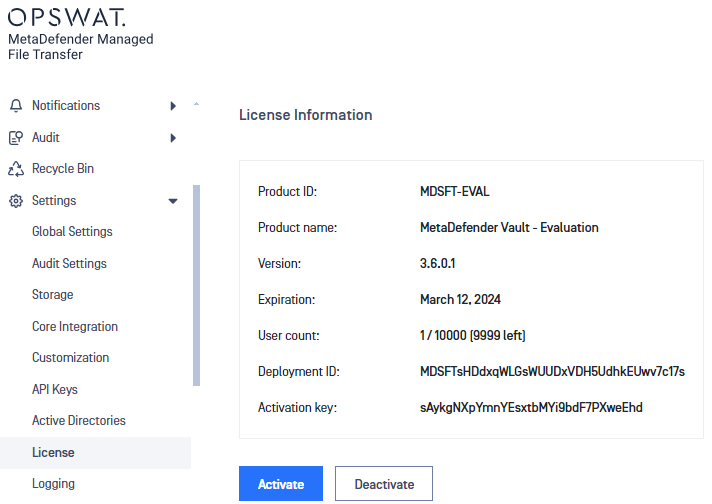 OPSWAT.
MetaDefender Managed
File Transfer
Notifications
Audit
Recycle Bin
Settings
Global Settings
Audit Settings
Storage
Core Integration
Customization
API Keys
Active Directories
License
Logging
License Information
Product ID: MDSFT-EVAL
Product name: MetaDefender Vault - Evaluation
Version: 3.6.0.1
Expiration: March 12, 2024
User count: 1 / 10000 (9999 left)
Deployment ID: MDSFTsHDdxqWLGsWUUDxVDH5UdhkEUwv7c17s
Activation key: sAykgNXpYmnYEsxtbMYi9bdF7PXweEhd
Activate Deactivate